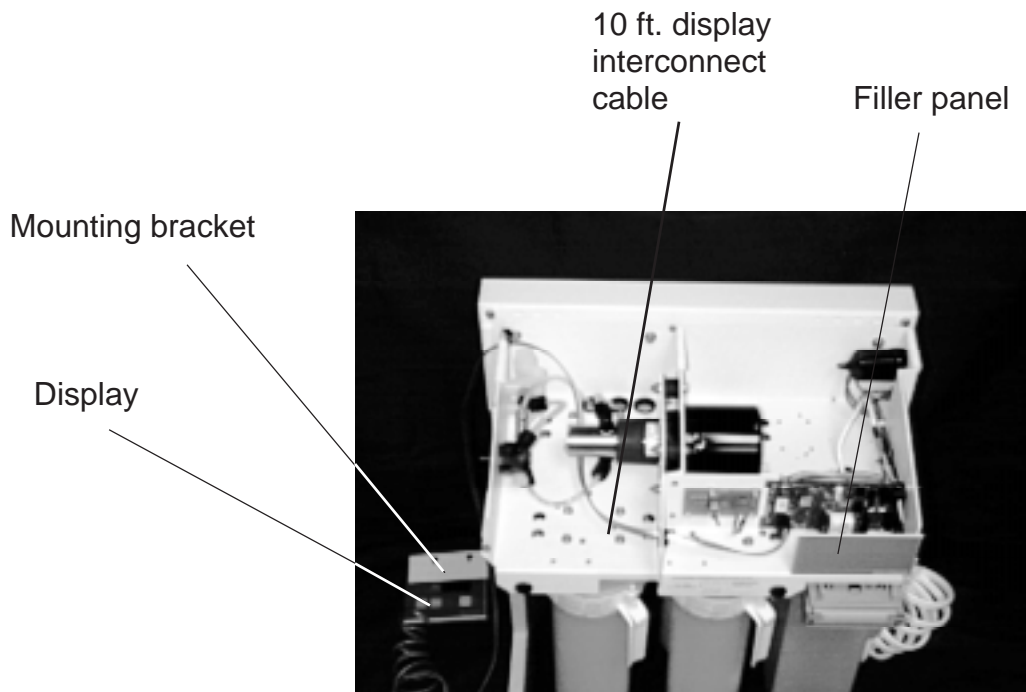 10 ft. display
interconnect
cable
Filler panel
Mounting bracket
Display